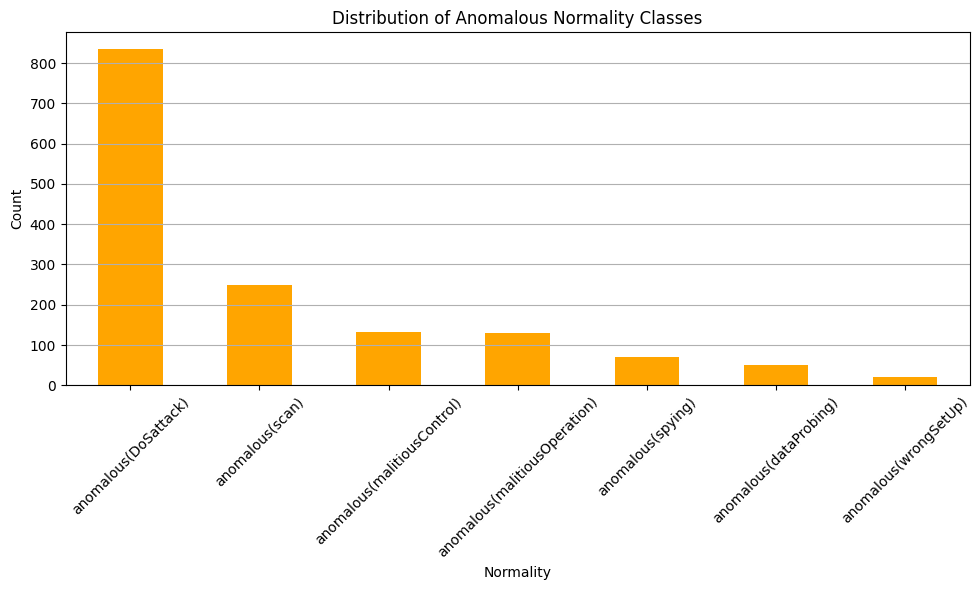 Distribution of Anomalous Normality Classes
Count
800
700
600
500
400
300
200
100
0
anomalous(DoSattack)
anomalous(scan)
anomalous(malitiousControl)
anomalous(malitiousOperation)
anomalous(spying)
anomalous(dataProbing)
anomalous(wrongSetUp)
Normality